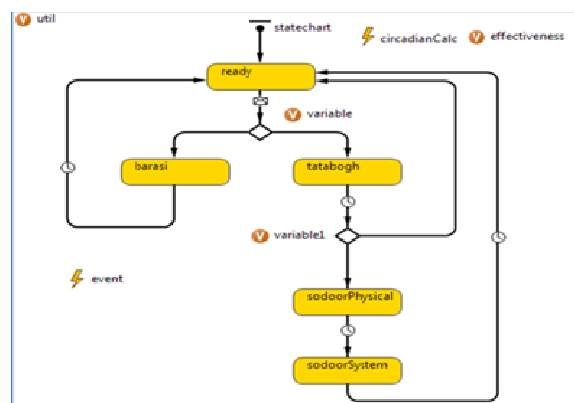 util
statechart
circadianCalc
effectiveness
ready
variable
barasi
tatabogh
variable1
event
sodoorPhysical
sodoorSystem